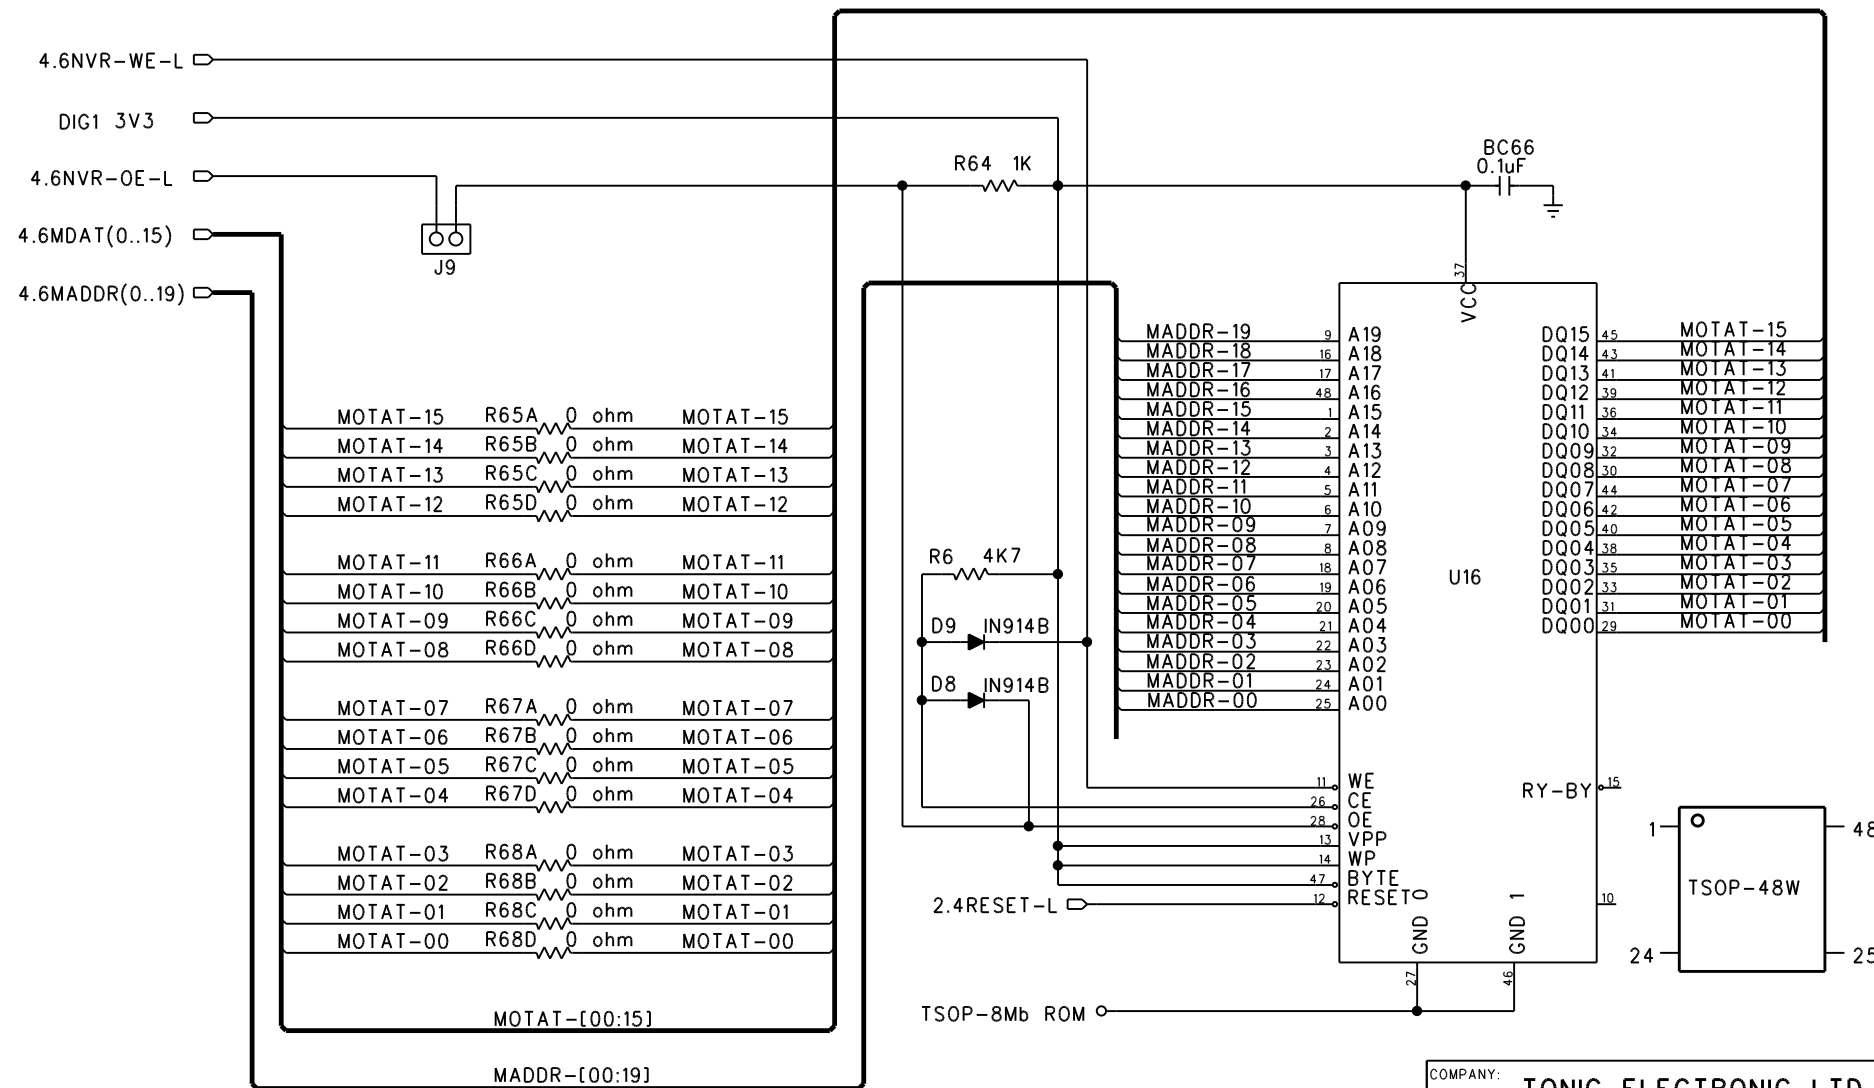 4.6NVR-WE-L
DIG1 3V3
4.6NVR-OE-L
4.6MDAT(0..15)
4.6MADDR(0..19)
J9
R64 1K
BC66
0.1uF
MOTAT-15 R65A 0 ohm MOTAT-15
MOTAT-14 R65B 0 ohm MOTAT-14
MOTAT-13 R65C 0 ohm MOTAT-13
MOTAT-12 R65D 0 ohm MOTAT-12
MOTAT-11 R66A 0 ohm MOTAT-11
MOTAT-10 R66B 0 ohm MOTAT-10
MOTAT-09 R66C 0 ohm MOTAT-09
MOTAT-08 R66D 0 ohm MOTAT-08
MOTAT-07 R67A 0 ohm MOTAT-07
MOTAT-06 R67B 0 ohm MOTAT-06
MOTAT-05 R67C 0 ohm MOTAT-05
MOTAT-04 R67D 0 ohm MOTAT-04
MOTAT-03 R68A 0 ohm MOTAT-03
MOTAT-02 R68B 0 ohm MOTAT-02
MOTAT-01 R68C 0 ohm MOTAT-01
MOTAT-00 R68D 0 ohm MOTAT-00
MOTAT-[00:15]
MADDR-[00:19]
R6 4K7
D9 IN914B
D8 IN914B
37
VCC
MADDR-19 9 A19 DQ15 45 MOTAT-15
MADDR-18 16 A18 DQ14 43 MOTAT-14
MADDR-17 17 A17 DQ13 41 MOTAT-13
MADDR-16 48 A16 DQ12 39 MOTAT-12
MADDR-15 1 A15 DQ11 36 MOTAT-11
MADDR-14 2 A14 DQ10 34 MOTAT-10
MADDR-13 3 A13 DQ09 32 MOTAT-09
MADDR-12 4 A12 DQ08 30 MOTAT-08
MADDR-11 5 A11 DQ07 44 MOTAT-07
MADDR-10 6 A10 DQ06 42 MOTAT-06
MADDR-09 7 A09 DQ05 40 MOTAT-05
MADDR-08 8 A08 DQ04 38 MOTAT-04
MADDR-07 18 A07 DQ03 35 MOTAT-03
MADDR-06 19 A06 DQ02 33 MOTAT-02
MADDR-05 20 A05 DQ01 31 MOTAT-01
MADDR-04 21 A04 DQ00 29 MOTAT-00
MADDR-03 22 A03
MADDR-02 23 A02
MADDR-01 24 A01
MADDR-00 25 A00
U16
11 WE
26 CE
28 OE
13 VPP
14 WP
47 BYTE
2.4RESET-L 12 RESET
RY-BY 15
10
GND 0
27
GND 1
46
TSOP-8Mb ROM
1 48
TSOP-48W
24 25
COMPANY: TONIC ELECTRONIC LTD